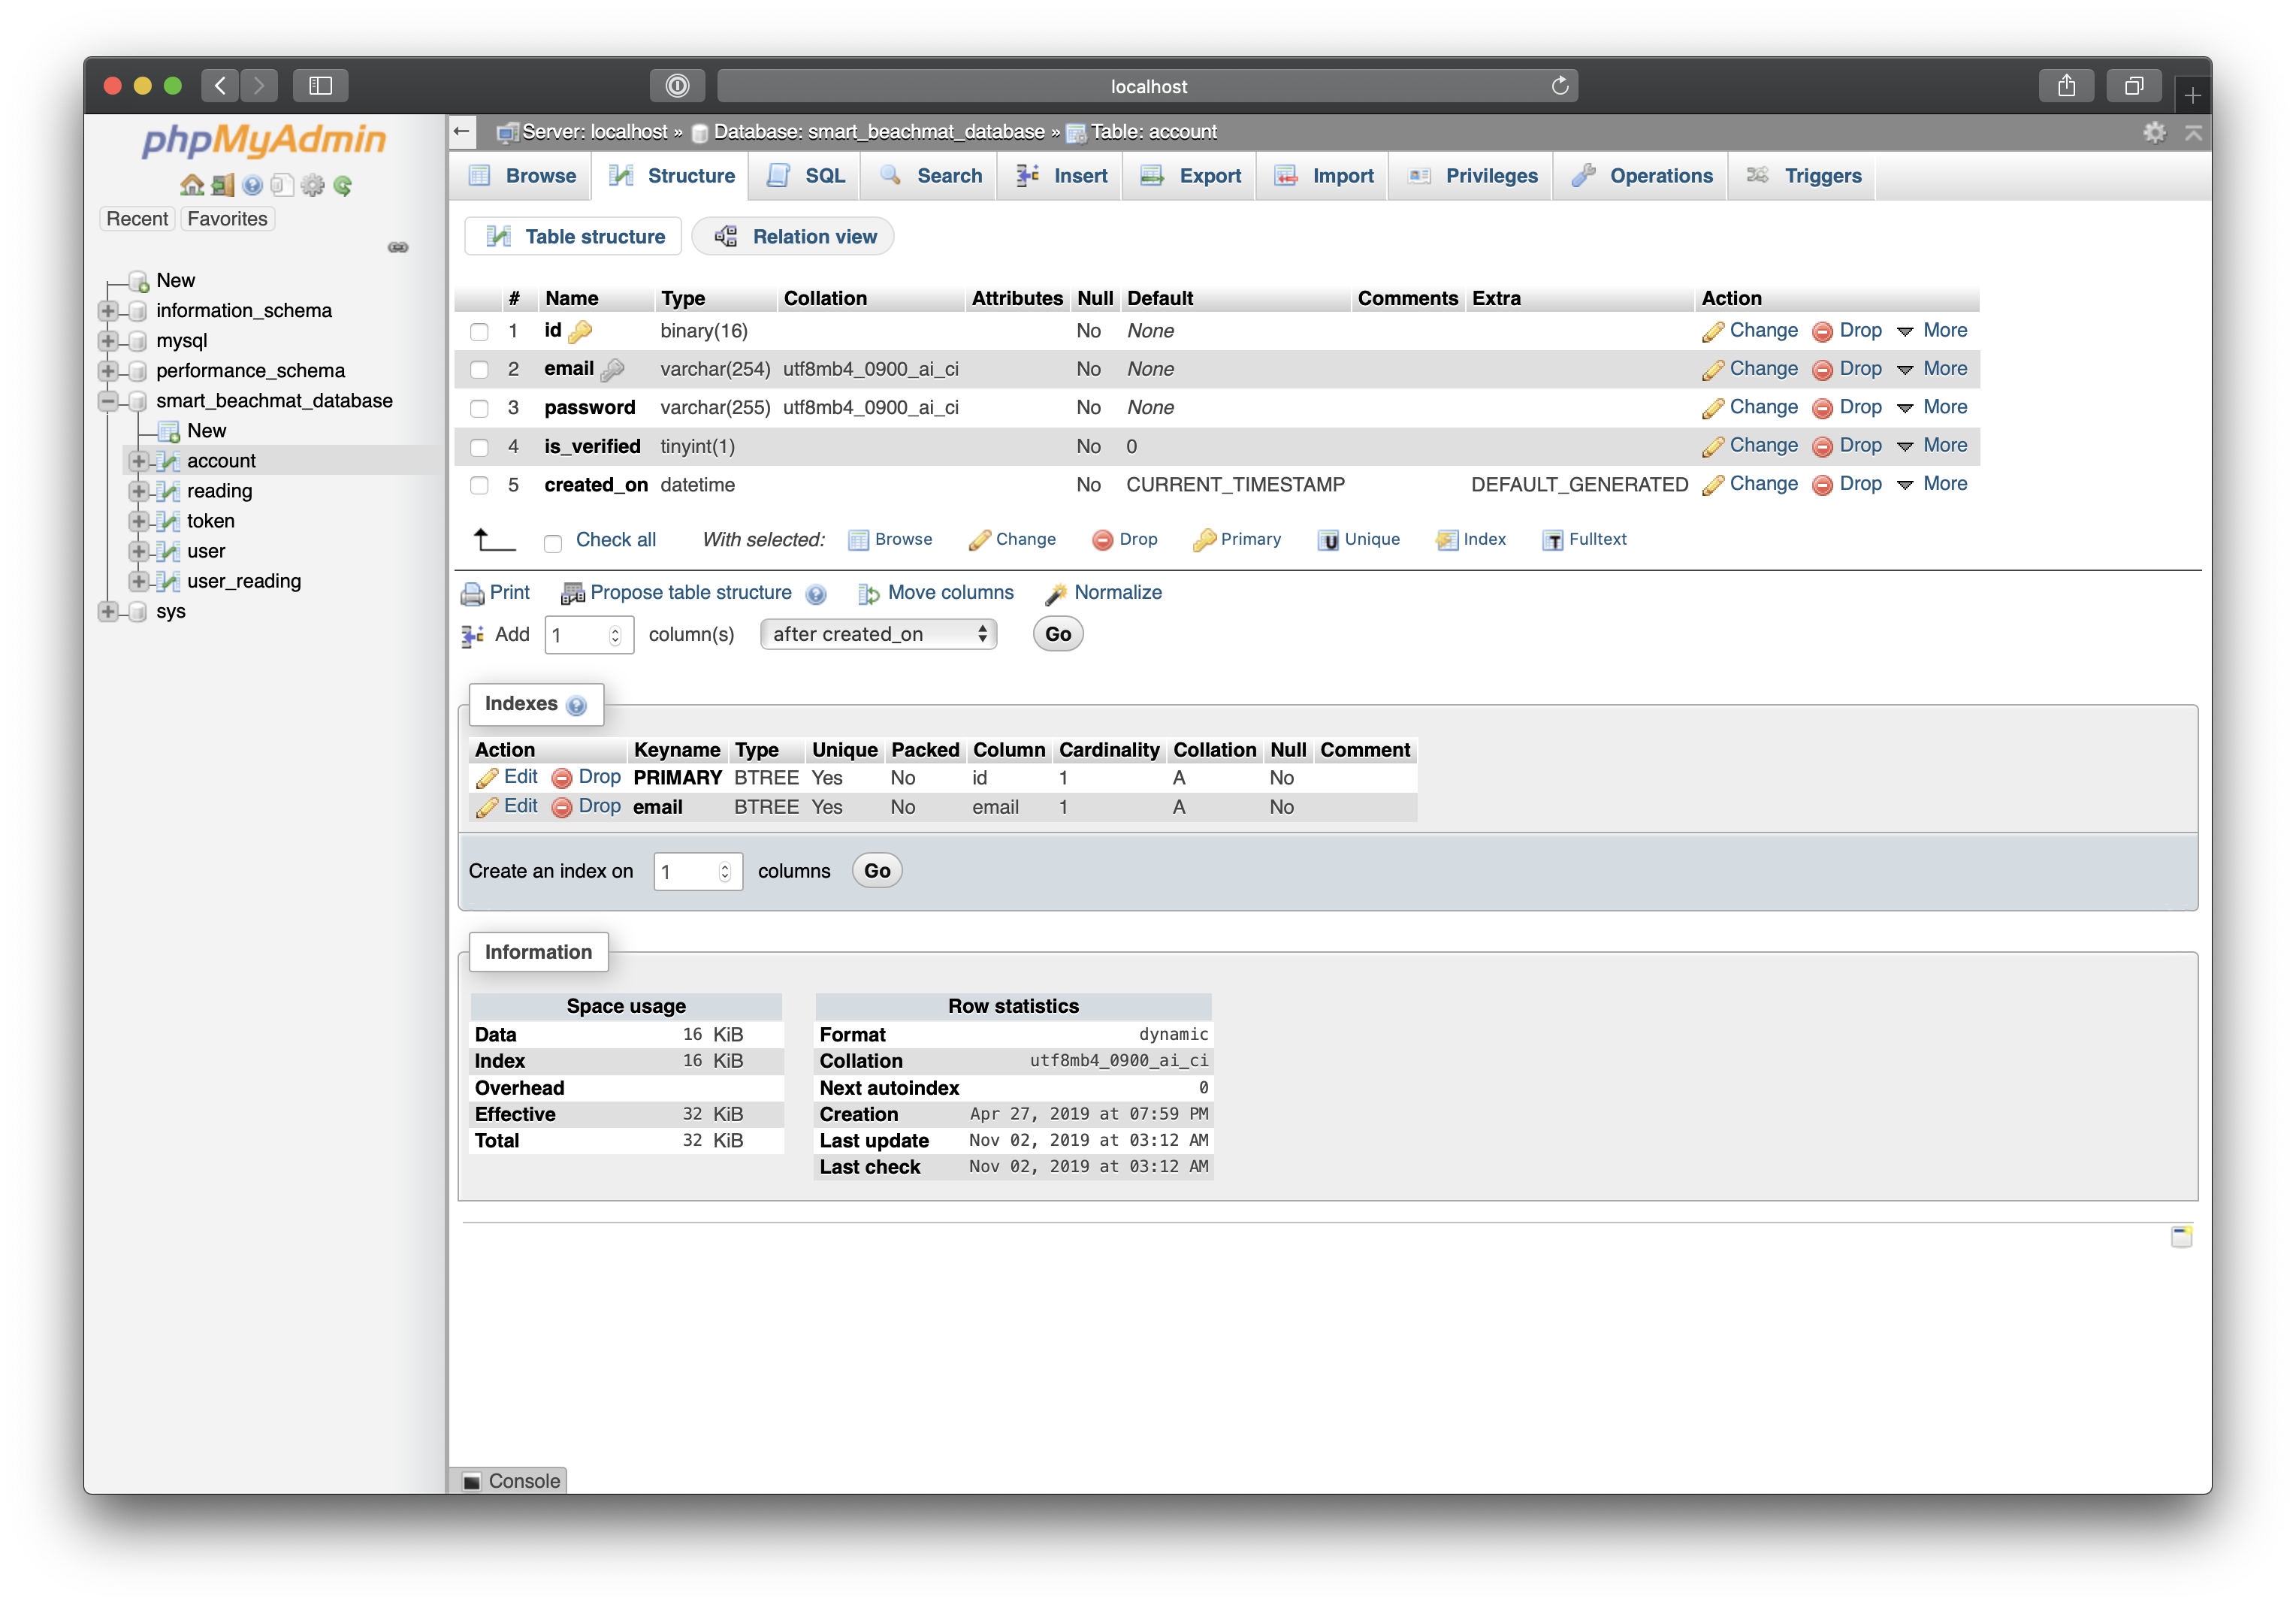 localhost
phpMyAdmin
Recent Favorites
New
information_schema
mysql
performance_schema
smart_beachmat_database
New
account
reading
token
user
user_reading
sys
Server: localhost » Database: smart_beachmat_database » Table: account
Browse Structure SQL Search Insert Export Import Privileges Operations Triggers
Table structure Relation view
# Name Type Collation Attributes Null Default Comments Extra Action
1 id binary(16) No None Change Drop More
2 email varchar(254) utf8mb4_0900_ai_ci No None Change Drop More
3 password varchar(255) utf8mb4_0900_ai_ci No None Change Drop More
4 is_verified tinyint(1) No 0 Change Drop More
5 created_on datetime No CURRENT_TIMESTAMP DEFAULT_GENERATED Change Drop More
Check all With selected: Browse Change Drop Primary Unique Index Fulltext
Print Propose table structure Move columns Normalize
Add 1 column(s) after created_on Go
Indexes
Action Keyname Type Unique Packed Column Cardinality Collation Null Comment
Edit Drop PRIMARY BTREE Yes No id 1 A No
Edit Drop email BTREE Yes No email 1 A No
Create an index on 1 columns Go
Information
Space usage
Data 16 KiB
Index 16 KiB
Overhead
Effective 32 KiB
Total 32 KiB
Row statistics
Format dynamic
Collation utf8mb4_0900_ai_ci
Next autoindex 0
Creation Apr 27, 2019 at 07:59 PM
Last update Nov 02, 2019 at 03:12 AM
Last check Nov 02, 2019 at 03:12 AM
Console